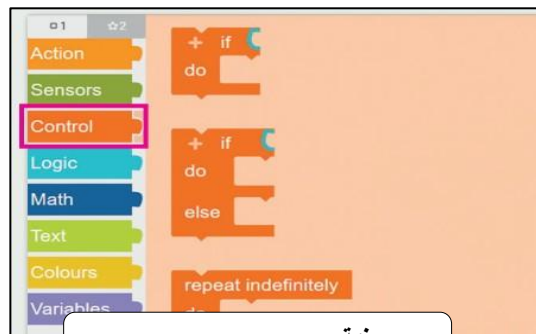 1 2
Action
Sensors
Control
Logic
Math
Text
Colours
Variables
+ if
do
+ if
do
else
repeat indefinitely